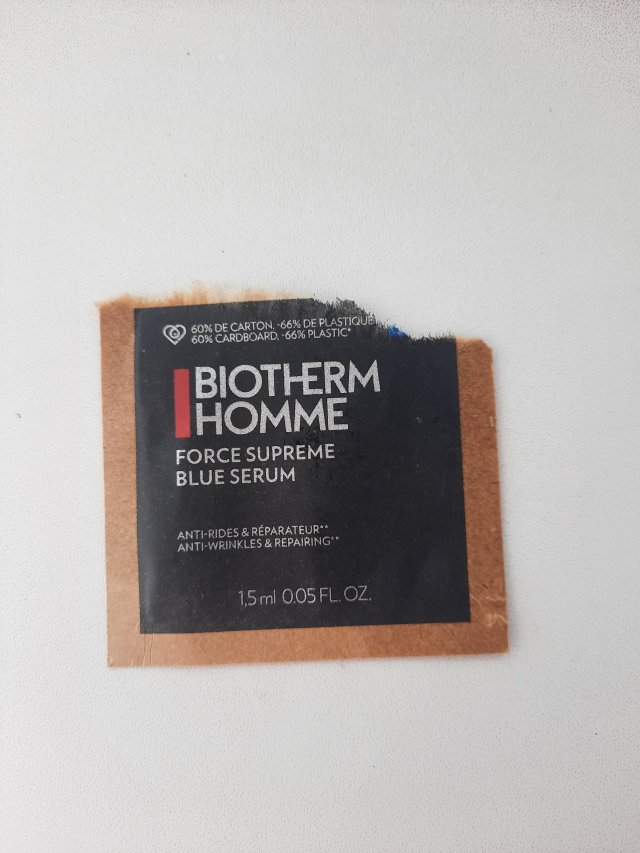 60% DE CARTON, -66% DE PLASTIQUE
60% CARDBOARD, -66% PLASTIC*
BIOTHERM
HOMME
FORCE SUPREME
BLUE SERUM
ANTI-RIDES & RÉPARATEUR**
ANTI-WRINKLES & REPAIRING**
1,5 ml 0.05 FL. OZ.